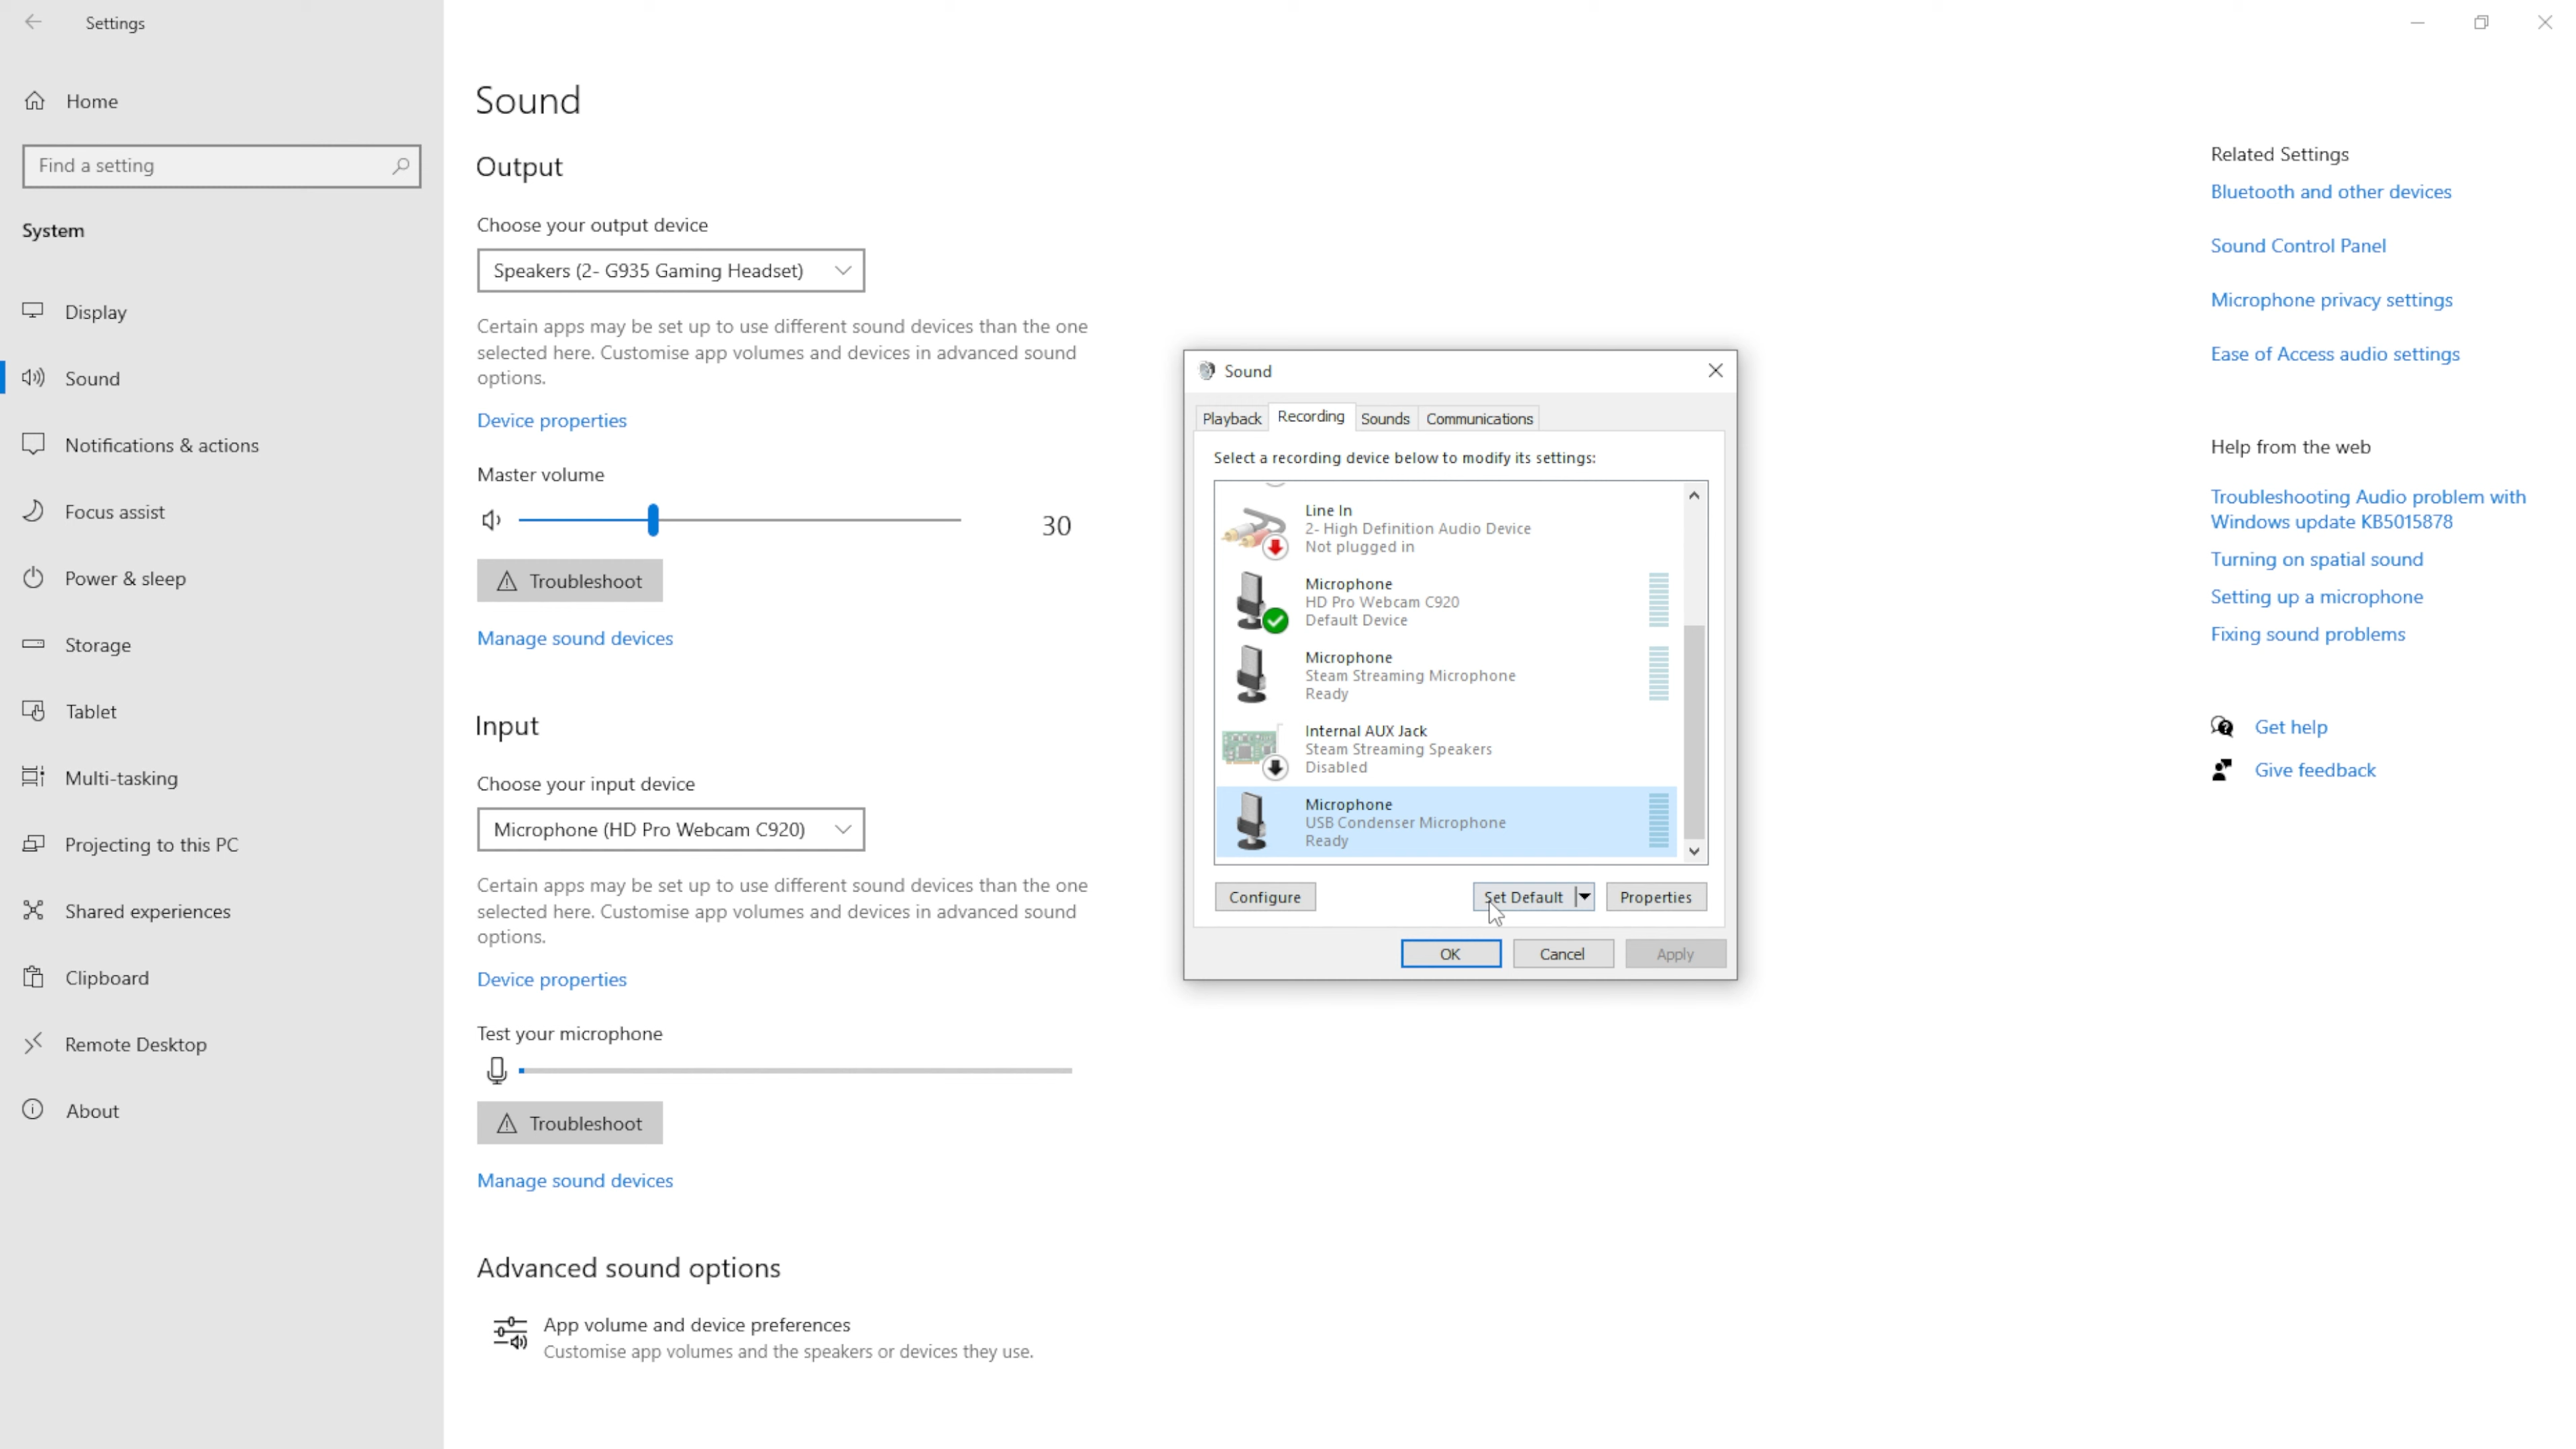 Settings
Home
Find a setting
System
Display
Sound
Notifications & actions
Focus assist
Power & sleep
Storage
Tablet
Multi-tasking
Projecting to this PC
Shared experiences
Clipboard
Remote Desktop
About
Sound
Output
Choose your output device
Speakers (2- G935 Gaming Headset)
Certain apps may be set up to use different sound devices than the one
selected here. Customise app volumes and devices in advanced sound
options.
Device properties
Master volume
30
Troubleshoot
Manage sound devices
Input
Choose your input device
Microphone (HD Pro Webcam C920)
Certain apps may be set up to use different sound devices than the one
selected here. Customise app volumes and devices in advanced sound
options.
Device properties
Test your microphone
Troubleshoot
Manage sound devices
Advanced sound options
App volume and device preferences
Customise app volumes and the speakers or devices they use.
Sound
Playback Recording Sounds Communications
Select a recording device below to modify its settings:
Line In
2- High Definition Audio Device
Not plugged in
Microphone
HD Pro Webcam C920
Default Device
Microphone
Steam Streaming Microphone
Ready
Internal AUX Jack
Steam Streaming Speakers
Disabled
Microphone
USB Condenser Microphone
Ready
Configure Set Default Properties
OK Cancel Apply
Related Settings
Bluetooth and other devices
Sound Control Panel
Microphone privacy settings
Ease of Access audio settings
Help from the web
Troubleshooting Audio problem with
Windows update KB5015878
Turning on spatial sound
Setting up a microphone
Fixing sound problems
Get help
Give feedback